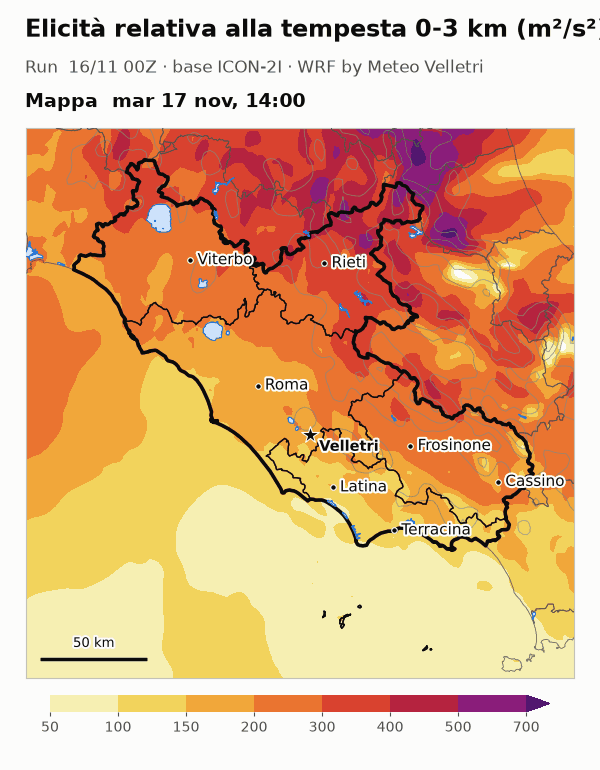 Elicità relativa alla tempesta 0-3 km (m²/s²)
Run 16/11 00Z · base ICON-2I · WRF by Meteo Velletri
Mappa mar 17 nov, 14:00
Viterbo
Rieti
Roma
Velletri
Frosinone
Cassino
Latina
Terracina
50 km
50 100 150 200 300 400 500 700